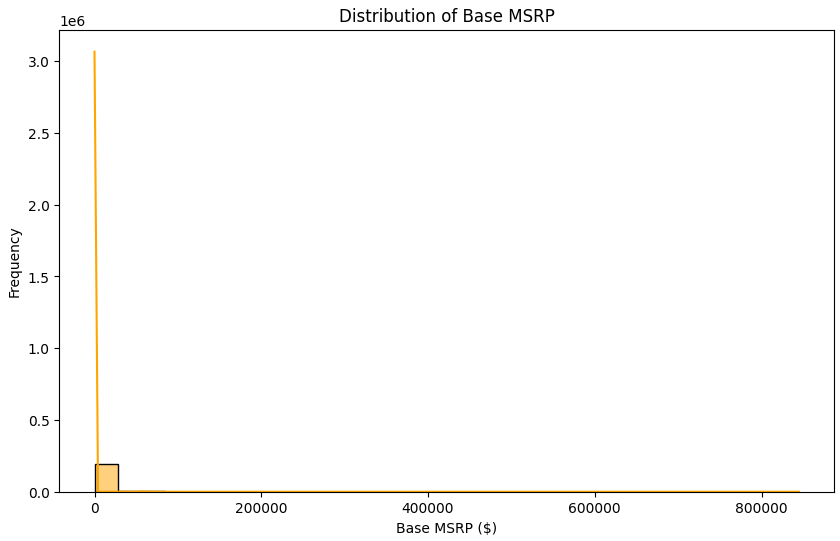 Distribution of Base MSRP
1e6
3.0
2.5
2.0
1.5
1.0
0.5
0.0
Frequency
0 200000 400000 600000 800000
Base MSRP ($)